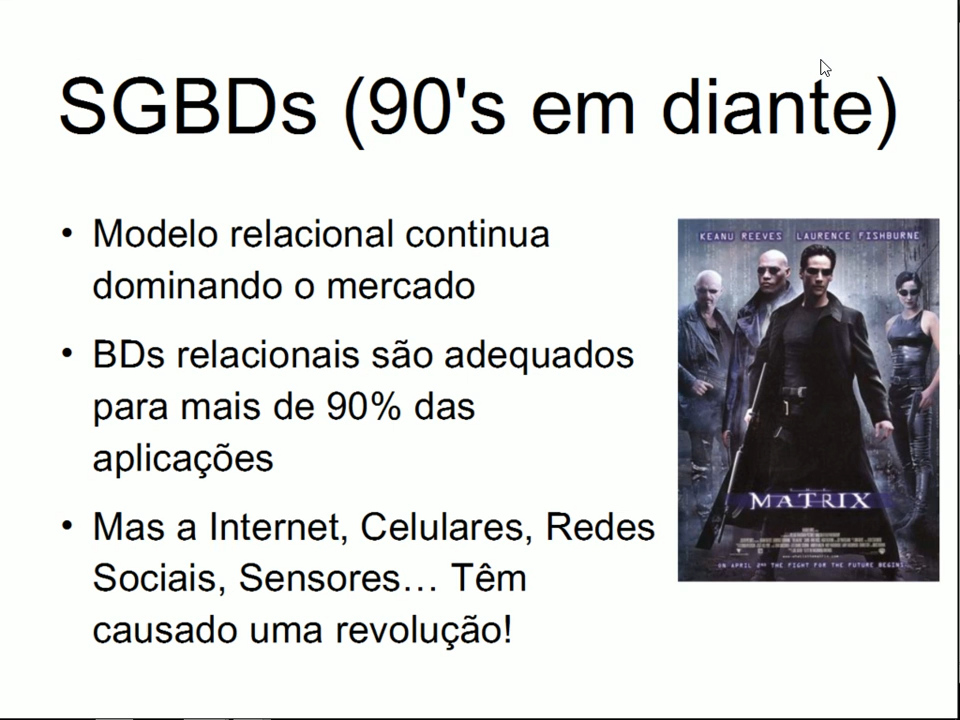 SGBDs (90's em diante)
• Modelo relacional continua
dominando o mercado
• BDs relacionais são adequados
para mais de 90% das
aplicações
• Mas a Internet, Celulares, Redes
Sociais, Sensores… Têm
causado uma revolução!
KEANU REEVES LAURENCE FISHBURNE
THE
MATRIX
ON APRIL 2ND THE FIGHT FOR THE FUTURE BEGINS